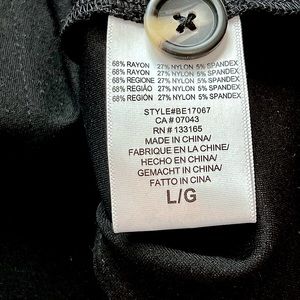 68% RAYON 27% NYLON 5% SPANDEX
68% RAYON 27% NYLON 5% SPANDEX
68% REGIONE 27% NYLON 5% SPANDEX
68% REGIÃO 27% NYLON 5% SPANDEX
68% REGIÓN 27% NYLON 5% SPANDEX
STYLE#BE17067
CA # 07043
RN # 133165
MADE IN CHINA/
FABRIQUE EN LA CHINE/
HECHO EN CHINA/
GEMACHT IN CHINA/
FATTO IN CINA
L/G